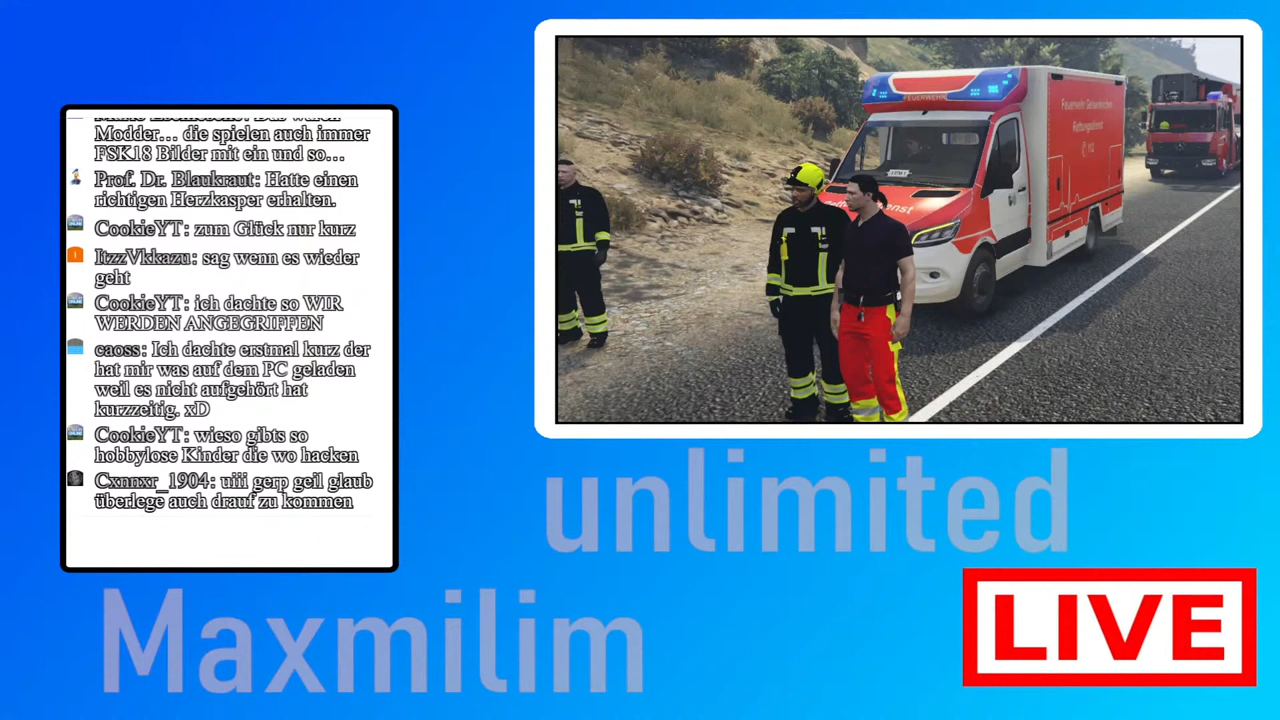 Modder... die spielen auch immer
FSK18 Bilder mit ein und so...
Prof. Dr. Blaukraut: Hatte einen
richtigen Herzkasper erhalten.
CookieYT: zum Glück nur kurz
ItzzVkkazu: sag wenn es wieder
geht
CookieYT: ich dachte so WIR
WERDEN ANGEGRIFFEN
caoss: Ich dachte erstmal kurz der
hat mir was auf dem PC geladen
weil es nicht aufgehört hat
kurzzeitig. xD
CookieYT: wieso gibts so
hobbylose Kinder die wo hacken
Cxnnxr_1904: uiii gerp geil glaub
überlege auch drauf zu kommen
FEUERWEHR
Feuerwehr Gelsenkirchen
Rettungsdienst
112
unlimited
Maxmilim
LIVE